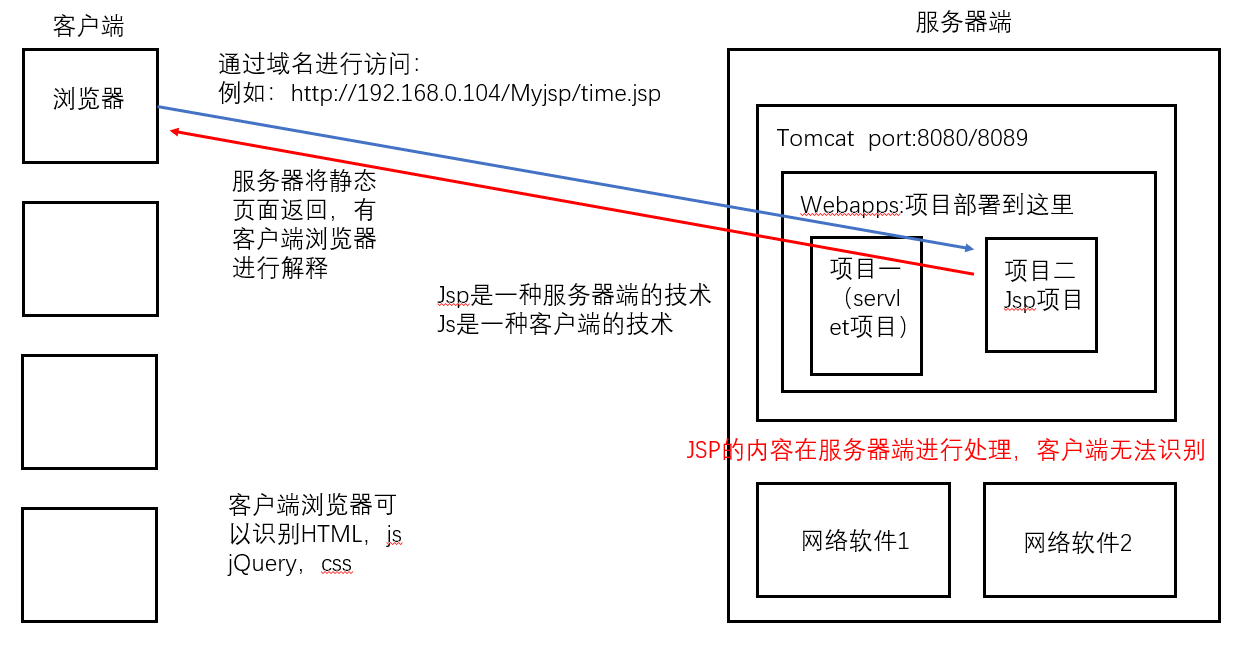 客户端
服务器端
浏览器
通过域名进行访问：
例如：http://192.168.0.104/Myjsp/time.jsp
Tomcat port:8080/8089
服务器将静态
页面返回，有
客户端浏览器
进行解释
Webapps:项目部署到这里
项目一
（servl
et项目）
项目二
Jsp项目
Jsp是一种服务器端的技术
Js是一种客户端的技术
JSP的内容在服务器端进行处理，客户端无法识别
客户端浏览器可
以识别HTML，js
jQuery，css
网络软件1
网络软件2